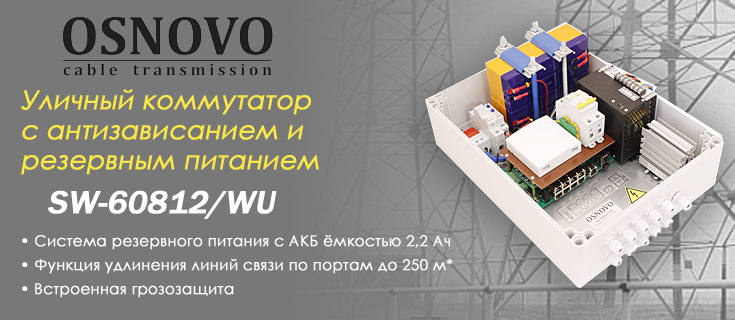 OSNOVO
cable transmission
Уличный коммутатор
с антизависанием и
резервным питанием
SW-60812/WU
• Система резервного питания с АКБ ёмкостью 2,2 Ач
• Функция удлинения линий связи по портам до 250 м*
• Встроенная грозозащита
OSNOVO